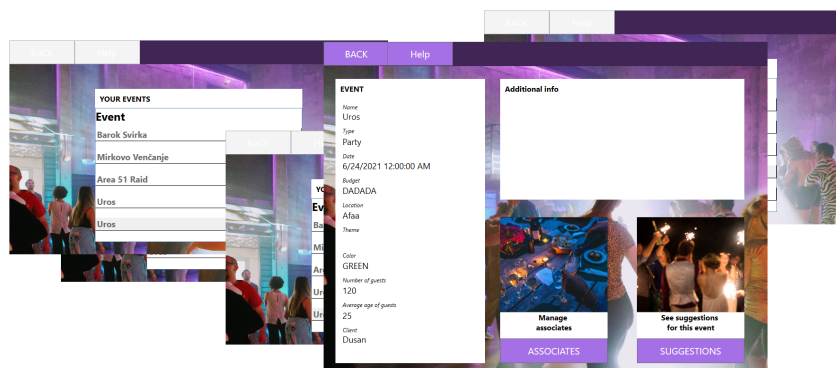 BACK Help
YOUR EVENTS
Event
Barok Svirka
Mirkovo Venčanje
Area 51 Raid
Uros
Uros
BACK
BACK Help
EVENT
Name
Uros
Type
Party
Date
6/24/2021 12:00:00 AM
Budget
DADADA
Location
Afaa
Theme
Color
GREEN
Number of guests
120
Average age of guests
25
Client
Dusan
Additional info
Manage
associates
ASSOCIATES
See suggestions
for this event
SUGGESTIONS
BACK Help